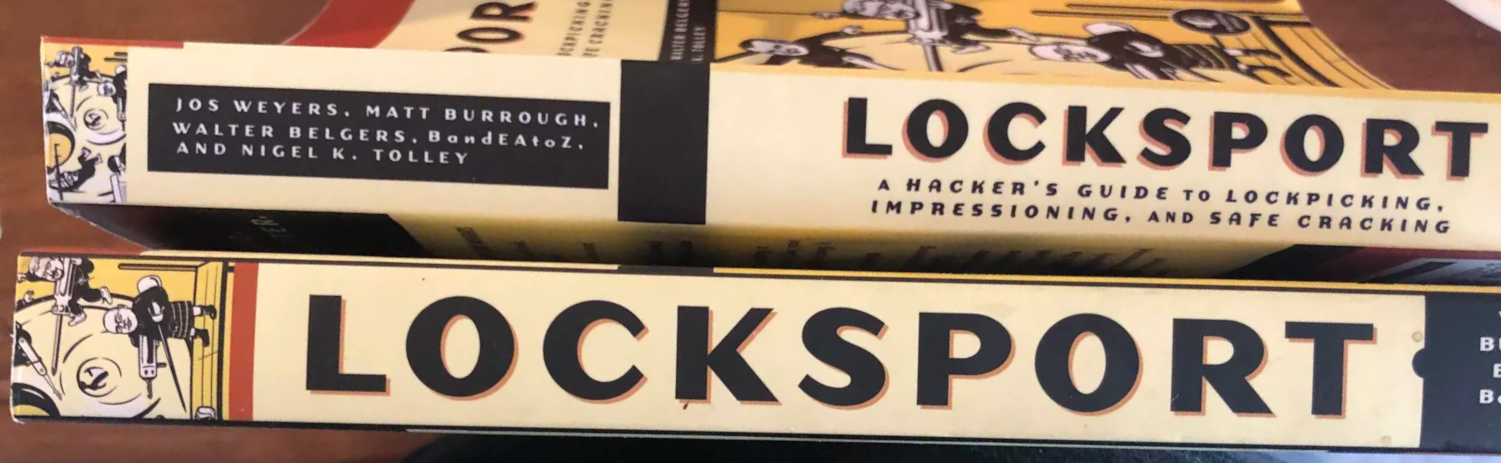 JOS WEYERS, MATT BURROUGH,
WALTER BELGERS, BandEAtoZ,
AND NIGEL K. TOLLEY
LOCKSPORT
A HACKER'S GUIDE TO LOCKPICKING,
IMPRESSIONING, AND SAFE CRACKING
LOCKSPORT